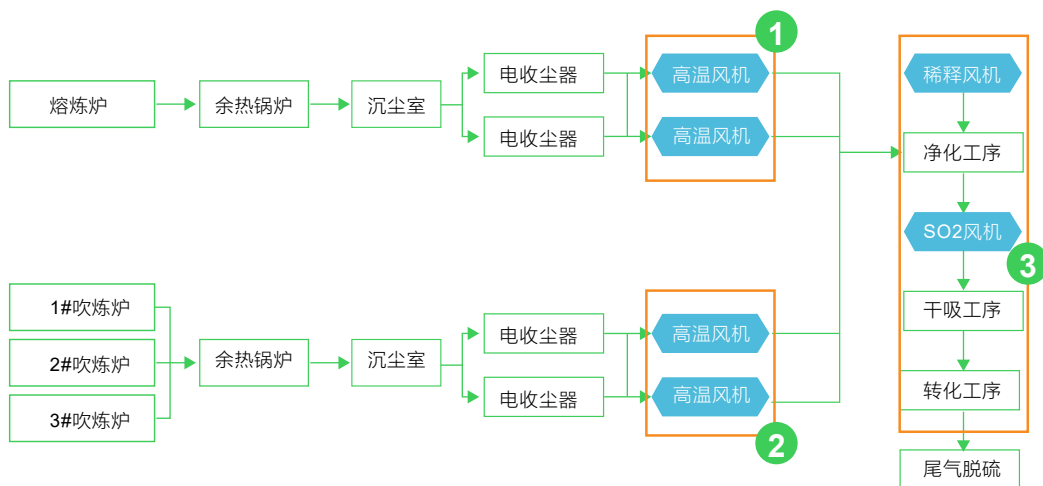 1
熔炼炉
余热锅炉
沉尘室
电收尘器
电收尘器
高温风机
高温风机
稀释风机
净化工序
SO2风机
3
干吸工序
转化工序
尾气脱硫
1#吹炼炉
2#吹炼炉
3#吹炼炉
余热锅炉
沉尘室
电收尘器
电收尘器
高温风机
高温风机
2